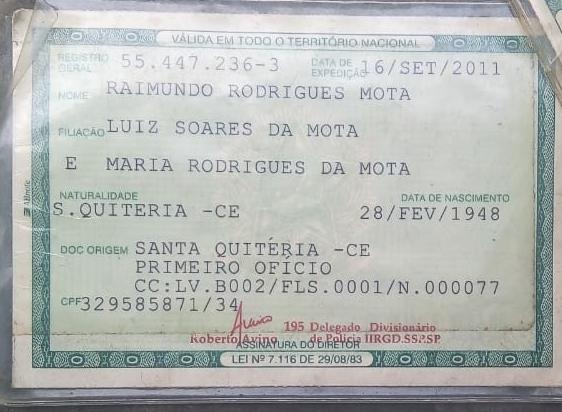 VÁLIDA EM TODO O TERRITÓRIO NACIONAL
REGISTRO GERAL 55.447.236-3 DATA DE EXPEDIÇÃO 16/SET/2011
NOME RAIMUNDO RODRIGUES MOTA
FILIAÇÃO LUIZ SOARES DA MOTA
E MARIA RODRIGUES DA MOTA
NATURALIDADE DATA DE NASCIMENTO
S.QUITERIA -CE 28/FEV/1948
DOC ORIGEM SANTA QUITÉRIA -CE
PRIMEIRO OFÍCIO
CC:LV.B002/FLS.0001/N.000077
CPF 329585871/34
195 Delegado Divisionário
Roberto Avino de Polícia IIRGD.SSP.SP
ASSINATURA DO DIRETOR
LEI Nº 7.116 DE 29/08/83